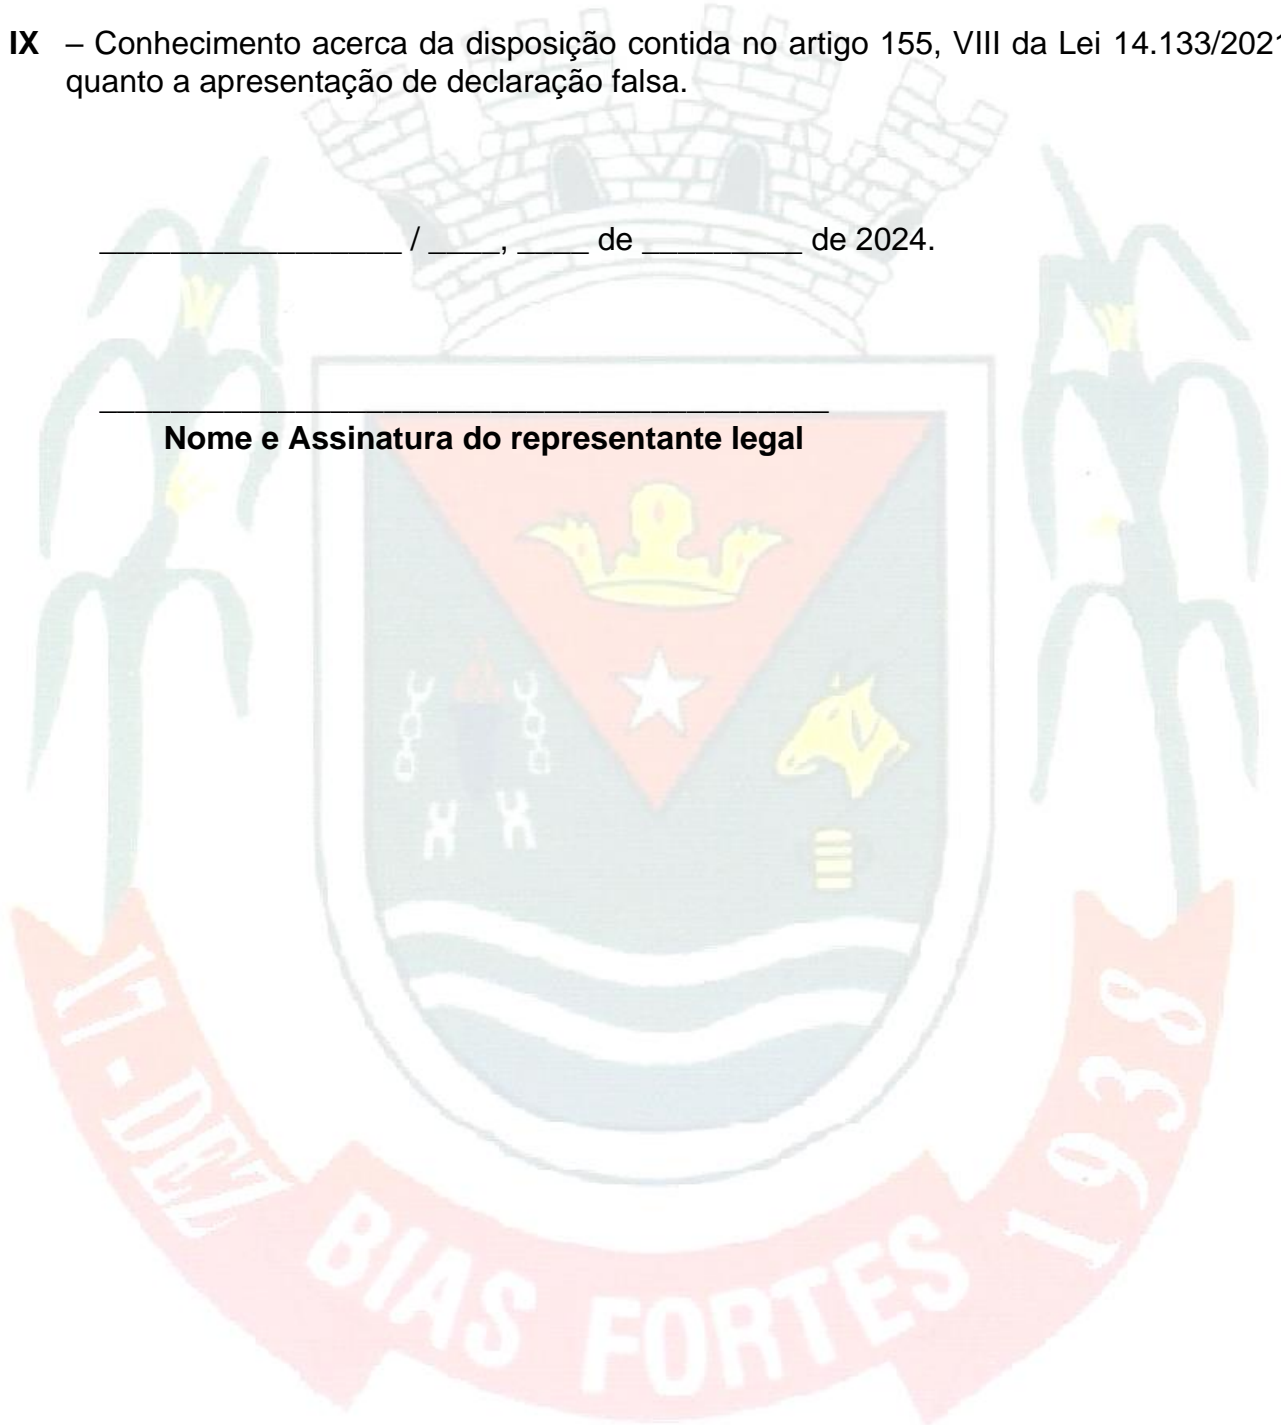 IX – Conhecimento acerca da disposição contida no artigo 155, VIII da Lei 14.133/2021
quanto a apresentação de declaração falsa.
_________________ / ____, ____ de _________ de 2024.
_________________________________________
Nome e Assinatura do representante legal
17 - DEZ BIAS FORTES 1938